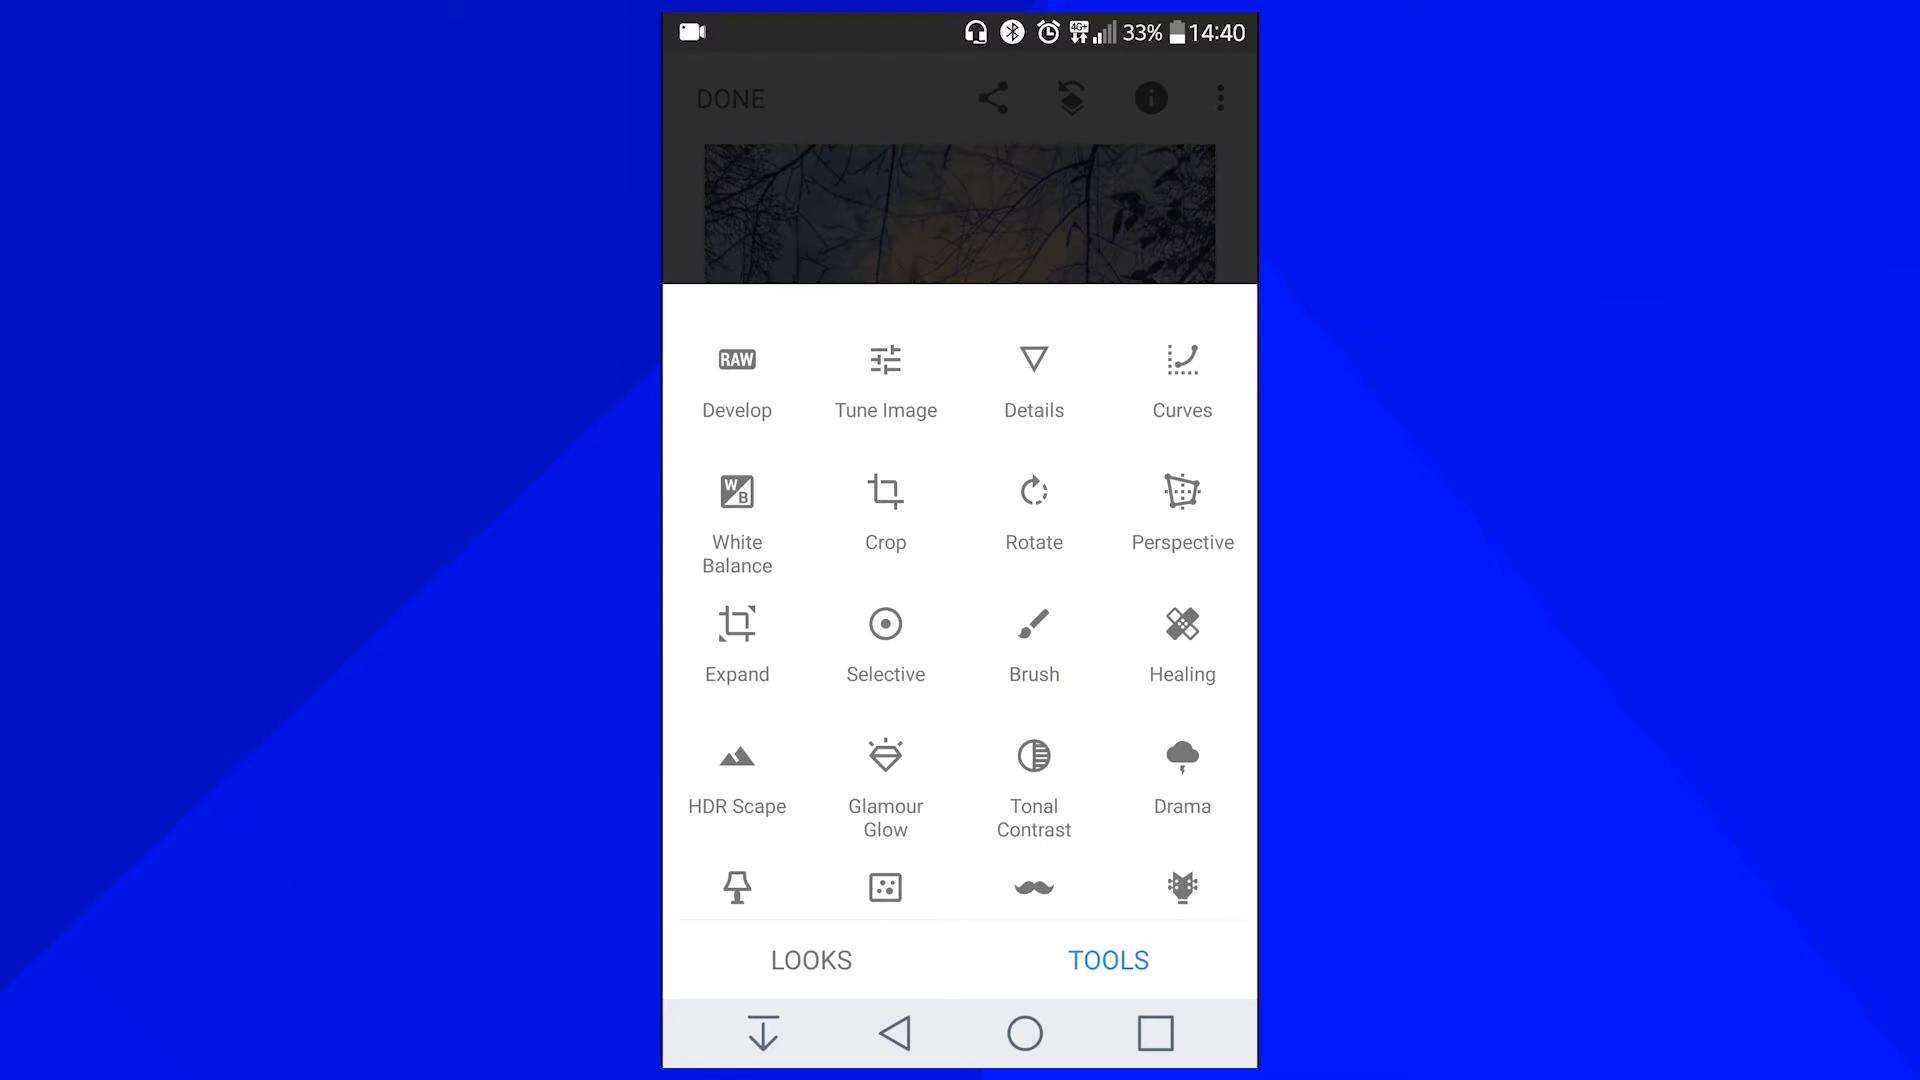 4G+ 33% 14:40
DONE
RAW
Develop Tune Image Details Curves
W
B
White Balance Crop Rotate Perspective
Expand Selective Brush Healing
HDR Scape Glamour Glow Tonal Contrast Drama
LOOKS TOOLS